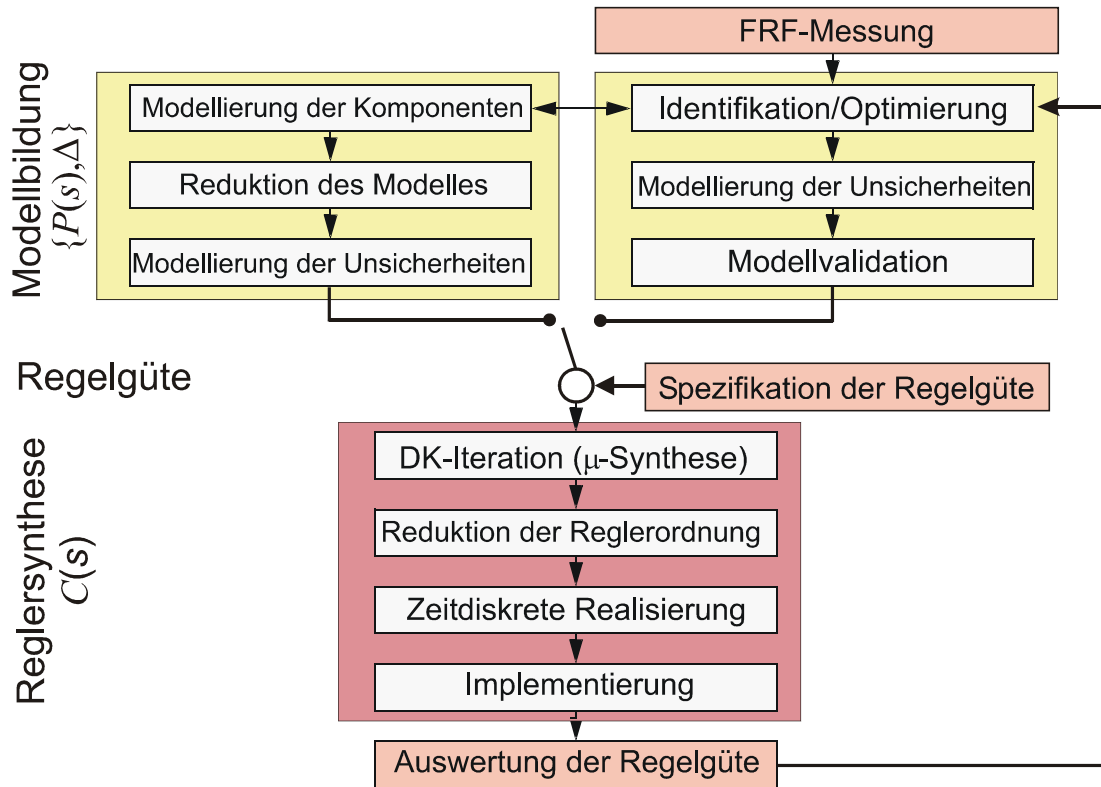 FRF-Messung
Modellbildung
{P(s),Δ}
Modellierung der Komponenten
Reduktion des Modelles
Modellierung der Unsicherheiten
Identifikation/Optimierung
Modellierung der Unsicherheiten
Modellvalidation
Regelgüte
Spezifikation der Regelgüte
Reglersynthese
C(s)
DK-Iteration (μ-Synthese)
Reduktion der Reglerordnung
Zeitdiskrete Realisierung
Implementierung
Auswertung der Regelgüte